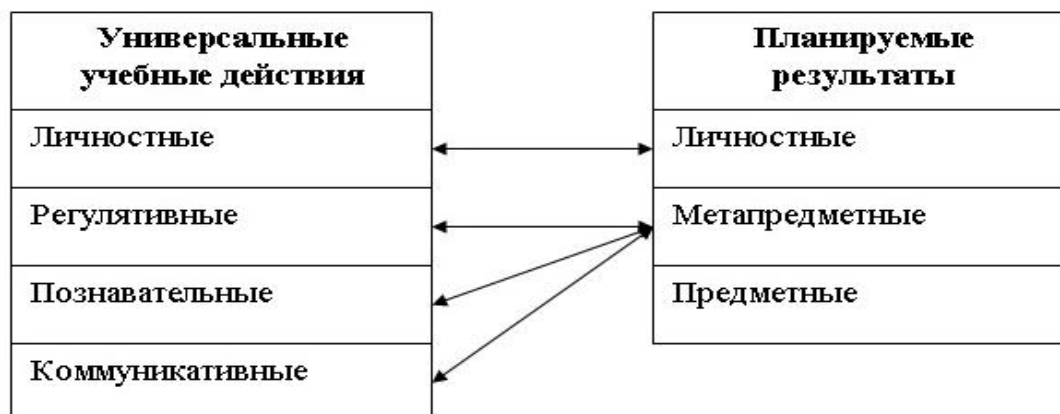 Универсальные
учебные действия
Личностные
Регулятивные
Познавательные
Коммуникативные
Планируемые
результаты
Личностные
Метапредметные
Предметные